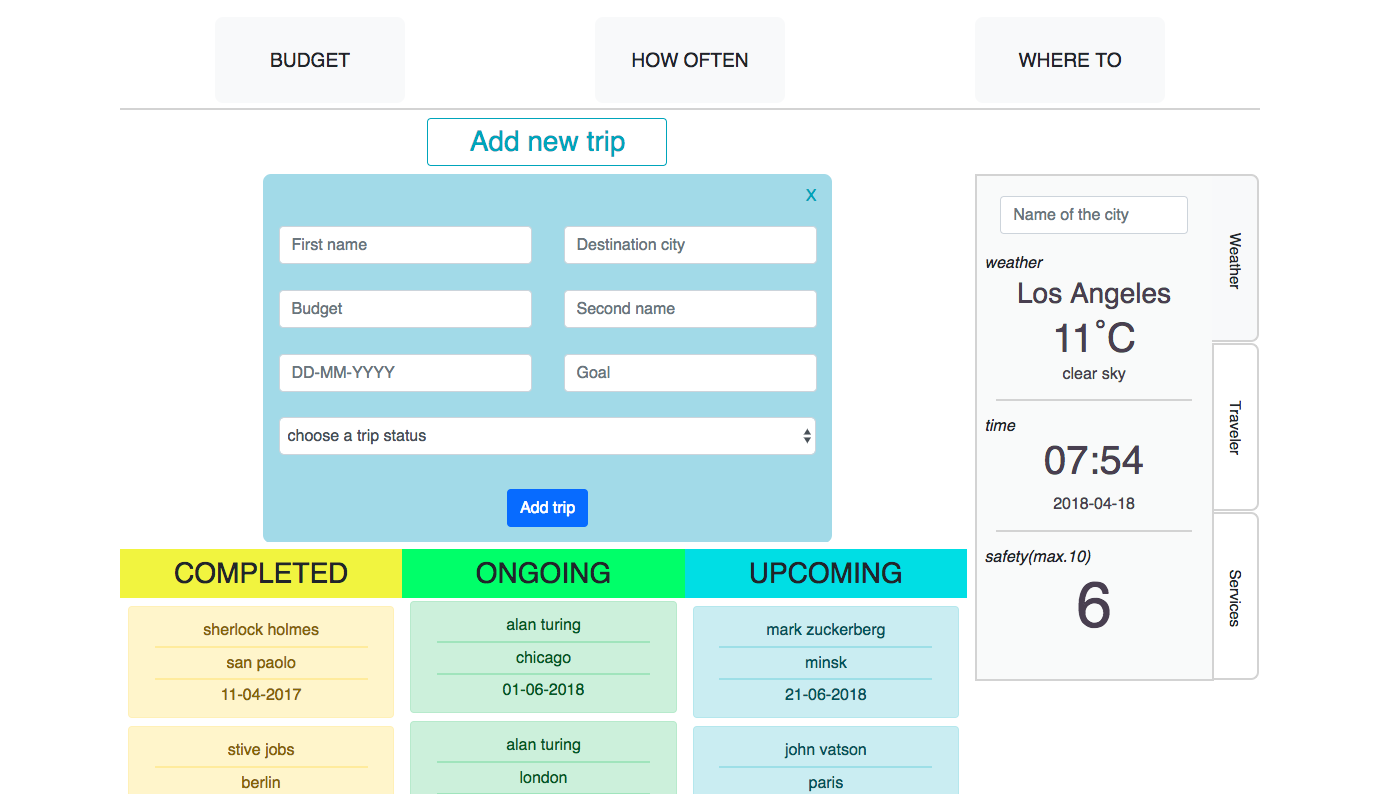 BUDGET
HOW OFTEN
WHERE TO
Add new trip
X
First name
Destination city
Budget
Second name
DD-MM-YYYY
Goal
choose a trip status
Add trip
Name of the city
weather
Los Angeles
11°C
clear sky
time
07:54
2018-04-18
safety(max.10)
6
Weather
Traveler
Services
COMPLETED
ONGOING
UPCOMING
sherlock holmes
san paolo
11-04-2017
stive jobs
berlin
alan turing
chicago
01-06-2018
alan turing
london
mark zuckerberg
minsk
21-06-2018
john vatson
paris